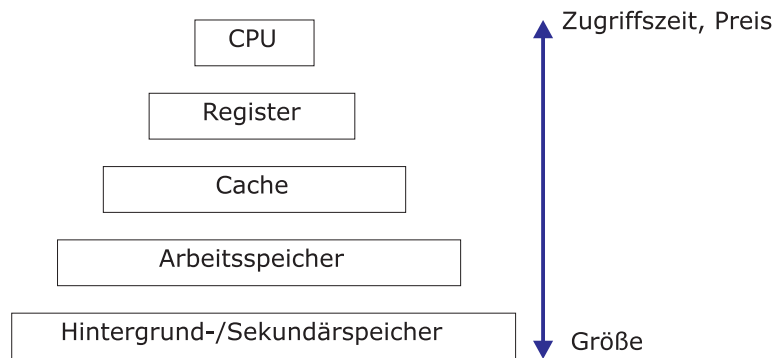 CPU
Zugriffszeit, Preis
Register
Cache
Arbeitsspeicher
Hintergrund-/Sekundärspeicher
Größe